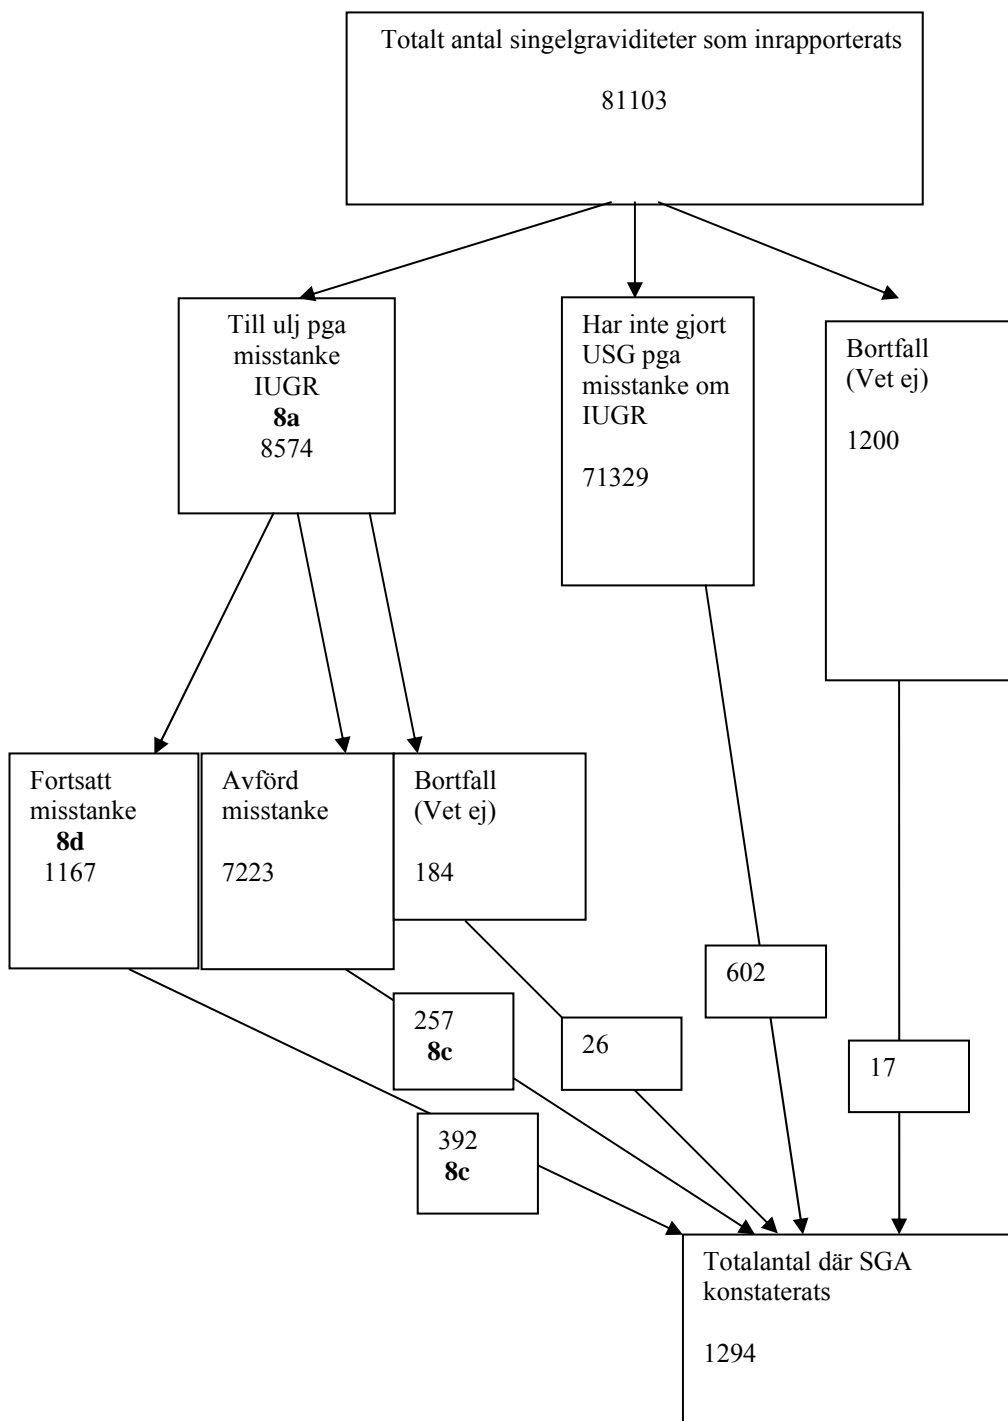 Totalt antal singelgraviditeter som inrapporterats
81103
Till ulj pga
misstanke
IUGR
8a
8574
Har inte gjort
USG pga
misstanke om
IUGR
71329
Bortfall
(Vet ej)
1200
Fortsatt
misstanke
8d
1167
Avförd
misstanke
7223
Bortfall
(Vet ej)
184
602
257
8c
26
17
392
8c
Totalantal där SGA
konstaterats
1294